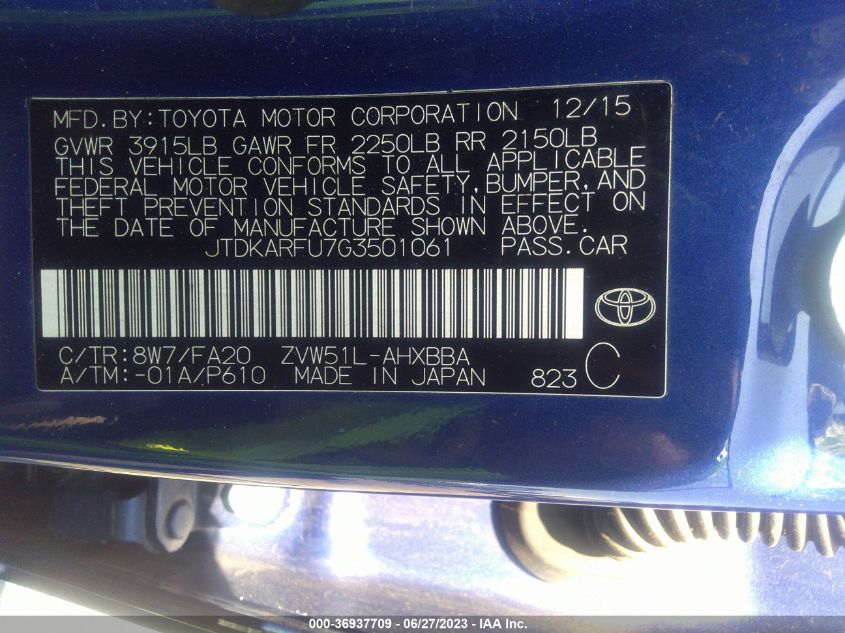 MFD. BY: TOYOTA MOTOR CORPORATION 12/15
GVWR 3915LB GAWR FR 2250LB RR 2150LB
THIS VEHICLE CONFORMS TO ALL APPLICABLE
FEDERAL MOTOR VEHICLE SAFETY, BUMPER, AND
THEFT PREVENTION STANDARDS IN EFFECT ON
THE DATE OF MANUFACTURE SHOWN ABOVE.
JTDKARFU7G3501061 PASS. CAR
C/TR: 8W7/FA20 ZVW51L-AHXBBA
A/TM: -01A/P610 MADE IN JAPAN 823 C
000-36937709 - 06/27/2023 - IAA Inc.